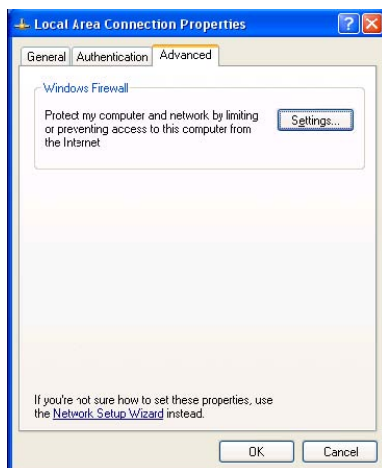 Local Area Connection Properties
General Authentication Advanced
Windows Firewall
Protect my computer and network by limiting
or preventing access to this computer from
the Internet
Settings...
If you're not sure how to set these properties, use
the Network Setup Wizard instead.
OK Cancel